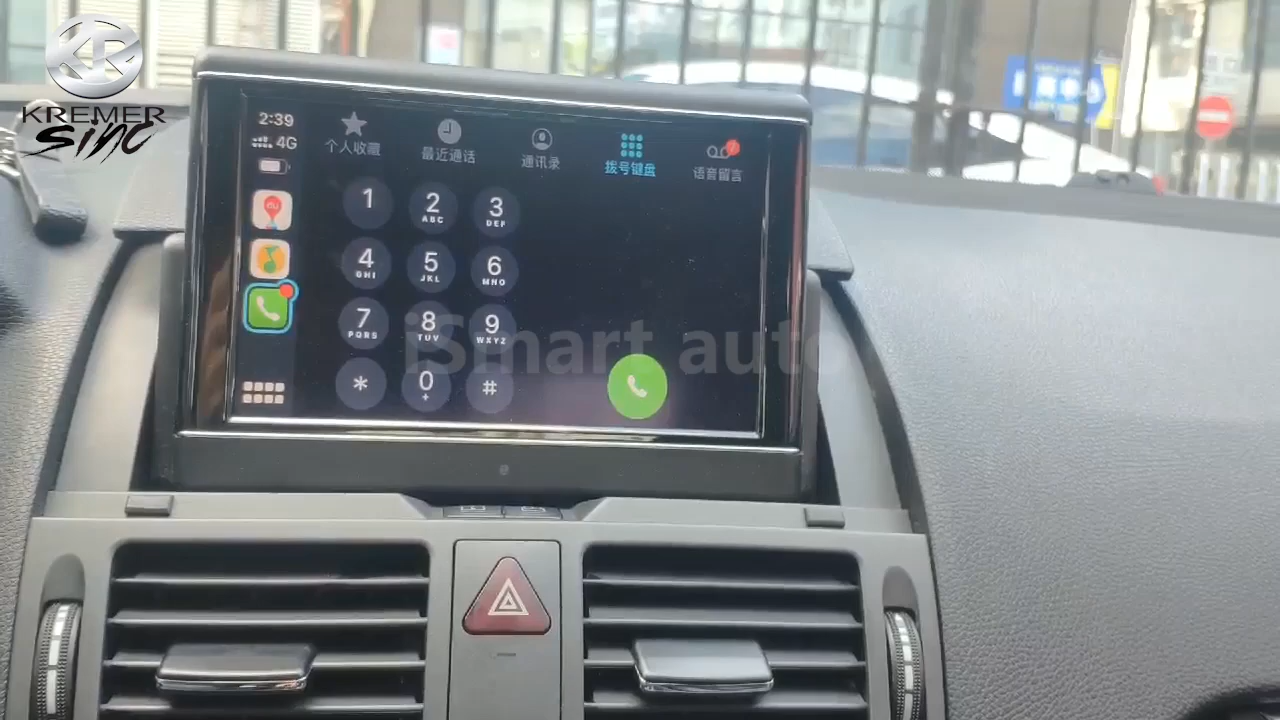 KR
KREMER
SINC
2:39
4G
个人收藏
最近通话
通讯录
拨号键盘
语音留言
1
2
ABC
3
DEF
4
GHI
5
JKL
6
MNO
7
PQRS
8
TUV
9
WXYZ
*
0
+
#
iSmart auto